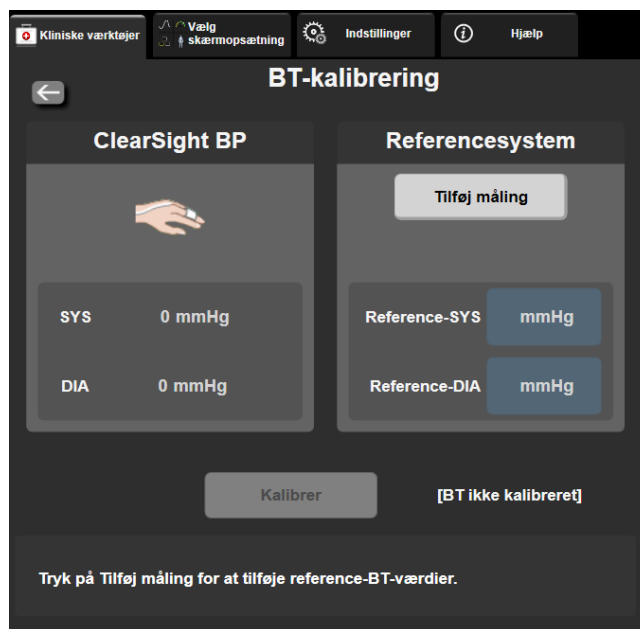 Kliniske værktøjer
Vælg
skærmopsætning
Indstillinger
Hjælp
BT-kalibrering
ClearSight BP
Referencesystem
Tilføj måling
SYS 0 mmHg
Reference-SYS mmHg
DIA 0 mmHg
Reference-DIA mmHg
Kalibrer
[BT ikke kalibreret]
Tryk på Tilføj måling for at tilføje reference-BT-værdier.